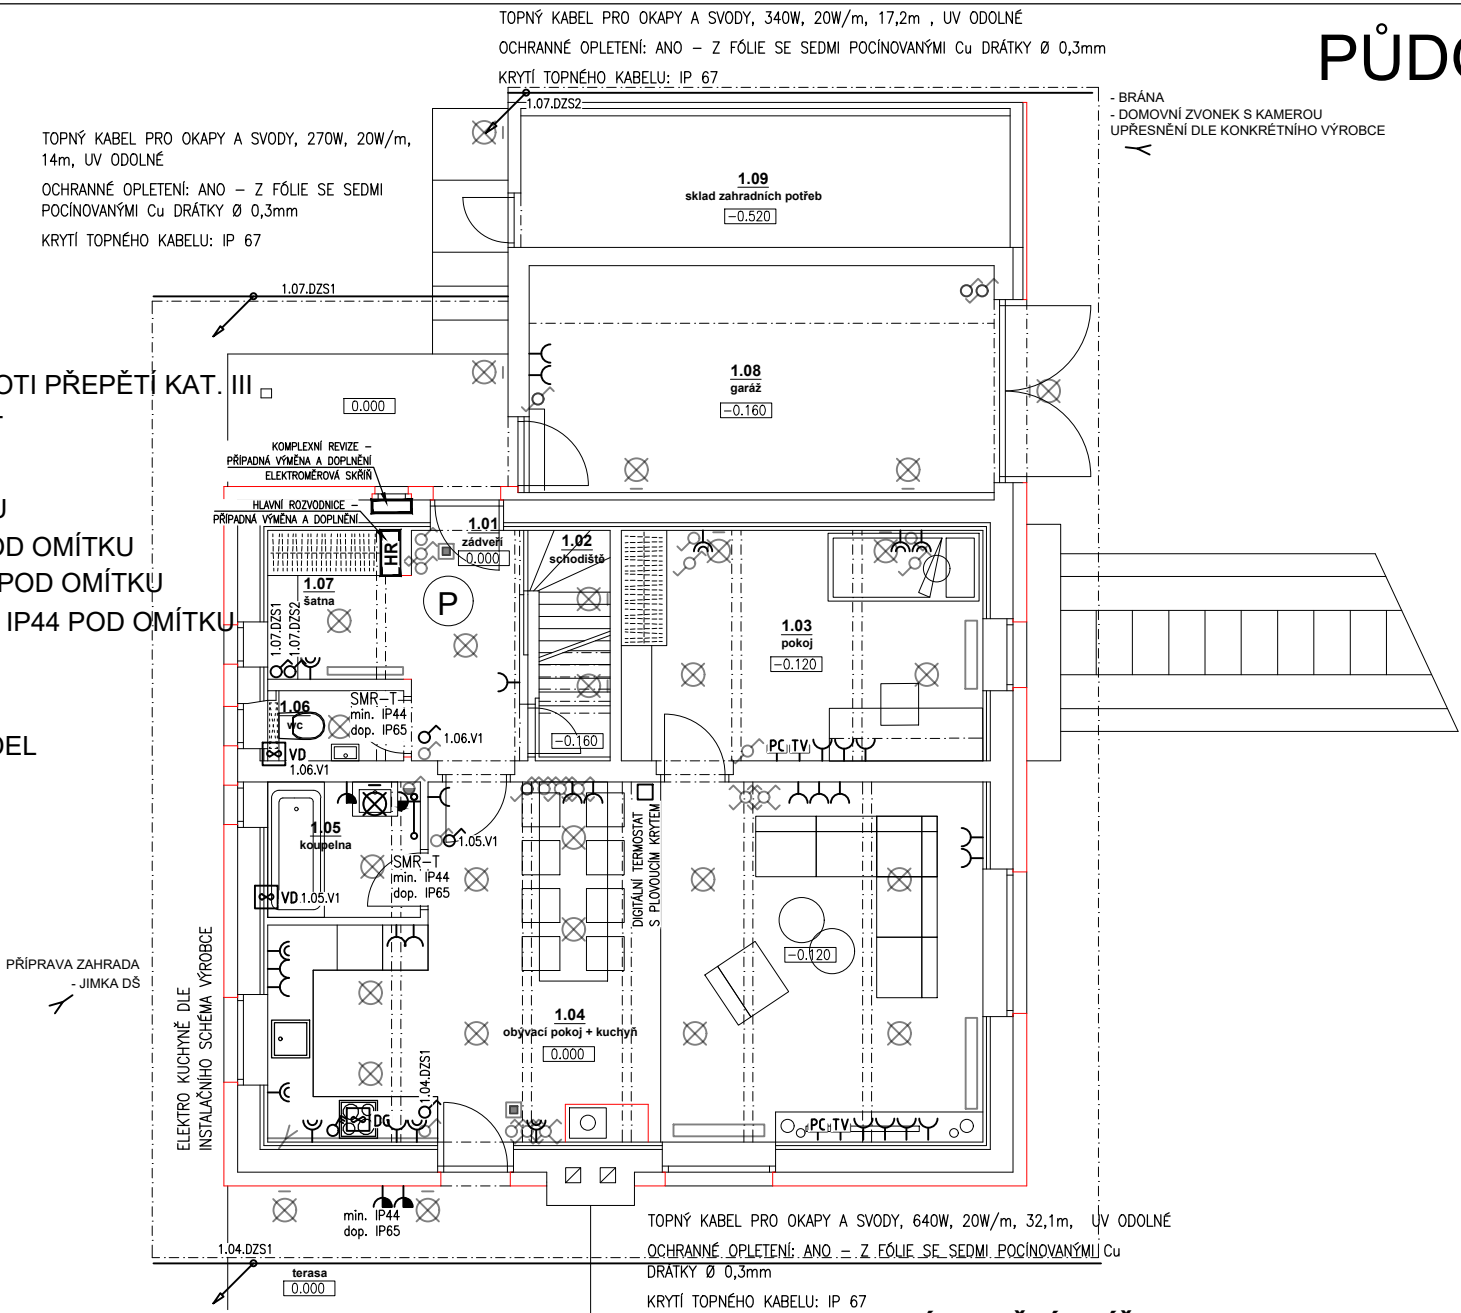 TOPNÝ KABEL PRO OKAPY A SVODY, 340W, 20W/m, 17,2m , UV ODOLNÉ
OCHRANNÉ OPLETENÍ: ANO – Z FÓLIE SE SEDMI POCÍNOVANÝMI Cu DRÁTKY Ø 0,3mm
KRYTÍ TOPNÉHO KABELU: IP 67
PŮDO
1.07.DZS2
- BRÁNA
- DOMOVNÍ ZVONEK S KAMEROU
UPŘESNĚNÍ DLE KONKRÉTNÍHO VÝROBCE
TOPNÝ KABEL PRO OKAPY A SVODY, 270W, 20W/m,
14m, UV ODOLNÉ
OCHRANNÉ OPLETENÍ: ANO – Z FÓLIE SE SEDMI
POCÍNOVANÝMI Cu DRÁTKY Ø 0,3mm
KRYTÍ TOPNÉHO KABELU: IP 67
1.09
sklad zahradních potřeb
-0.520
1.07.DZS1
OTI PŘEPĚTÍ KAT. III
0.000
1.08
garáž
-0.160
KOMPLEXNÍ REVIZE –
PŘÍPADNÁ VÝMĚNA A DOPLNĚNÍ
ELEKTROMĚROVÁ SKŘÍŇ
HLAVNÍ ROZVODNICE –
PŘÍPADNÁ VÝMĚNA A DOPLNĚNÍ
U
OD OMÍTKU
POD OMÍTKU
IP44 POD OMÍTKU
DEL
HR
1.01
zádveří
0.000
1.02
schodiště
1.07
šatna
1.07.DZS1
1.07.DZS2
P
1.03
pokoj
-0.120
1.06
wc
SMR-T
min. IP44
dop. IP65
1.06.V1
-0.160
VD
1.06.V1
PC TV
1.05
koupelna
1.05.V1
SMR-T
min. IP44
dop. IP65
VD 1.05.V1
DIGITÁLNÍ TERMOSTAT
S PLOVOUCÍM KRYTEM
-0.120
PŘÍPRAVA ZAHRADA
- JIMKA DŠ
ELEKTRO KUCHYNĚ DLE
INSTALAČNÍHO SCHÉMA VÝROBCE
1.04
obývací pokoj + kuchyň
0.000
1.04.DZS1
DG
PC TV
min. IP44
dop. IP65
1.04.DZS1
terasa
0.000
TOPNÝ KABEL PRO OKAPY A SVODY, 640W, 20W/m, 32,1m, UV ODOLNÉ
OCHRANNÉ OPLETENÍ: ANO – Z FÓLIE SE SEDMI POCÍNOVANÝMI Cu
DRÁTKY Ø 0,3mm
KRYTÍ TOPNÉHO KABELU: IP 67